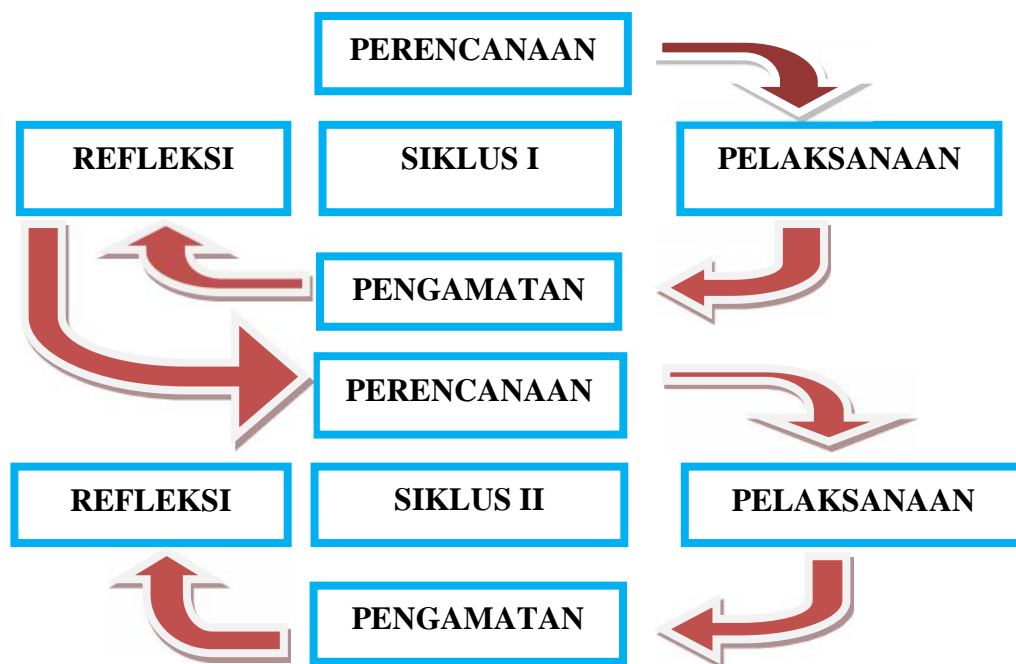 PERENCANAAN
REFLEKSI
SIKLUS I
PELAKSANAAN
PENGAMATAN
PERENCANAAN
REFLEKSI
SIKLUS II
PELAKSANAAN
PENGAMATAN